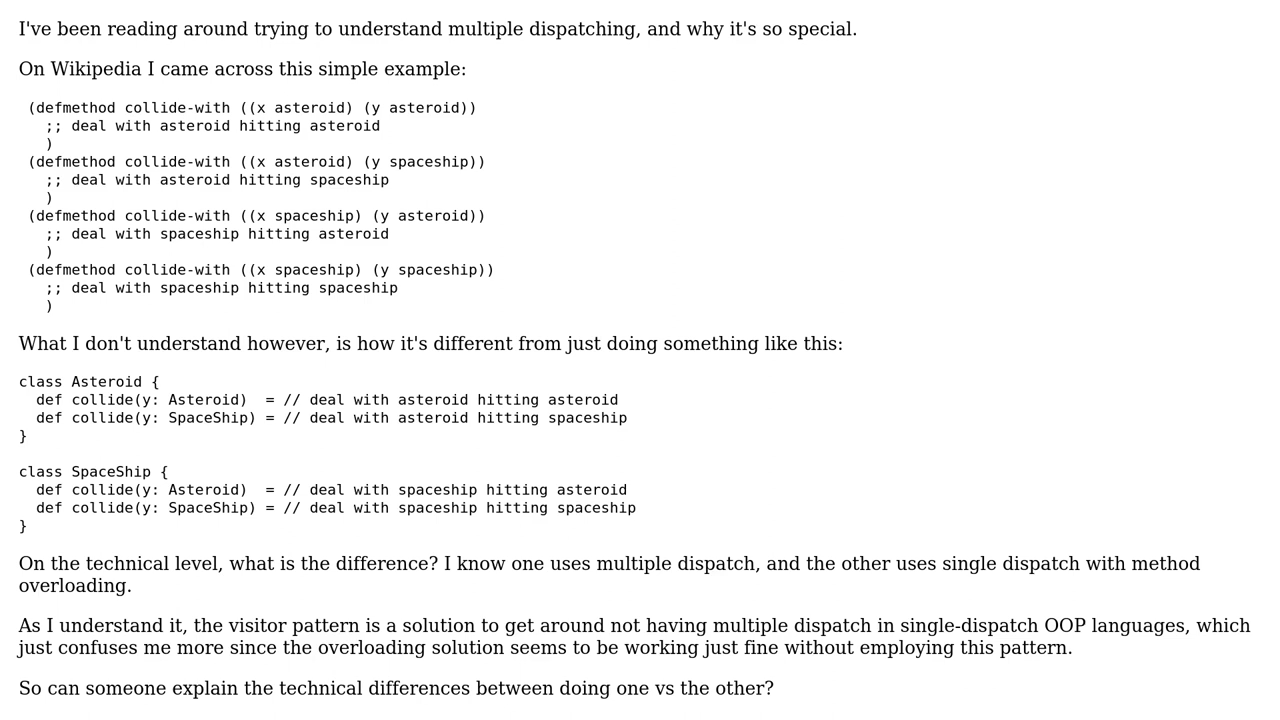 I've been reading around trying to understand multiple dispatching, and why it's so special.
On Wikipedia I came across this simple example:
(defmethod collide-with ((x asteroid) (y asteroid))
  ;; deal with asteroid hitting asteroid
  )
(defmethod collide-with ((x asteroid) (y spaceship))
  ;; deal with asteroid hitting spaceship
  )
(defmethod collide-with ((x spaceship) (y asteroid))
  ;; deal with spaceship hitting asteroid
  )
(defmethod collide-with ((x spaceship) (y spaceship))
  ;; deal with spaceship hitting spaceship
  )
What I don't understand however, is how it's different from just doing something like this:
class Asteroid {
  def collide(y: Asteroid)  = // deal with asteroid hitting asteroid
  def collide(y: SpaceShip) = // deal with asteroid hitting spaceship
}
class SpaceShip {
  def collide(y: Asteroid)  = // deal with spaceship hitting asteroid
  def collide(y: SpaceShip) = // deal with spaceship hitting spaceship
}
On the technical level, what is the difference? I know one uses multiple dispatch, and the other uses single dispatch with method
overloading.
As I understand it, the visitor pattern is a solution to get around not having multiple dispatch in single-dispatch OOP languages, which
just confuses me more since the overloading solution seems to be working just fine without employing this pattern.
So can someone explain the technical differences between doing one vs the other?